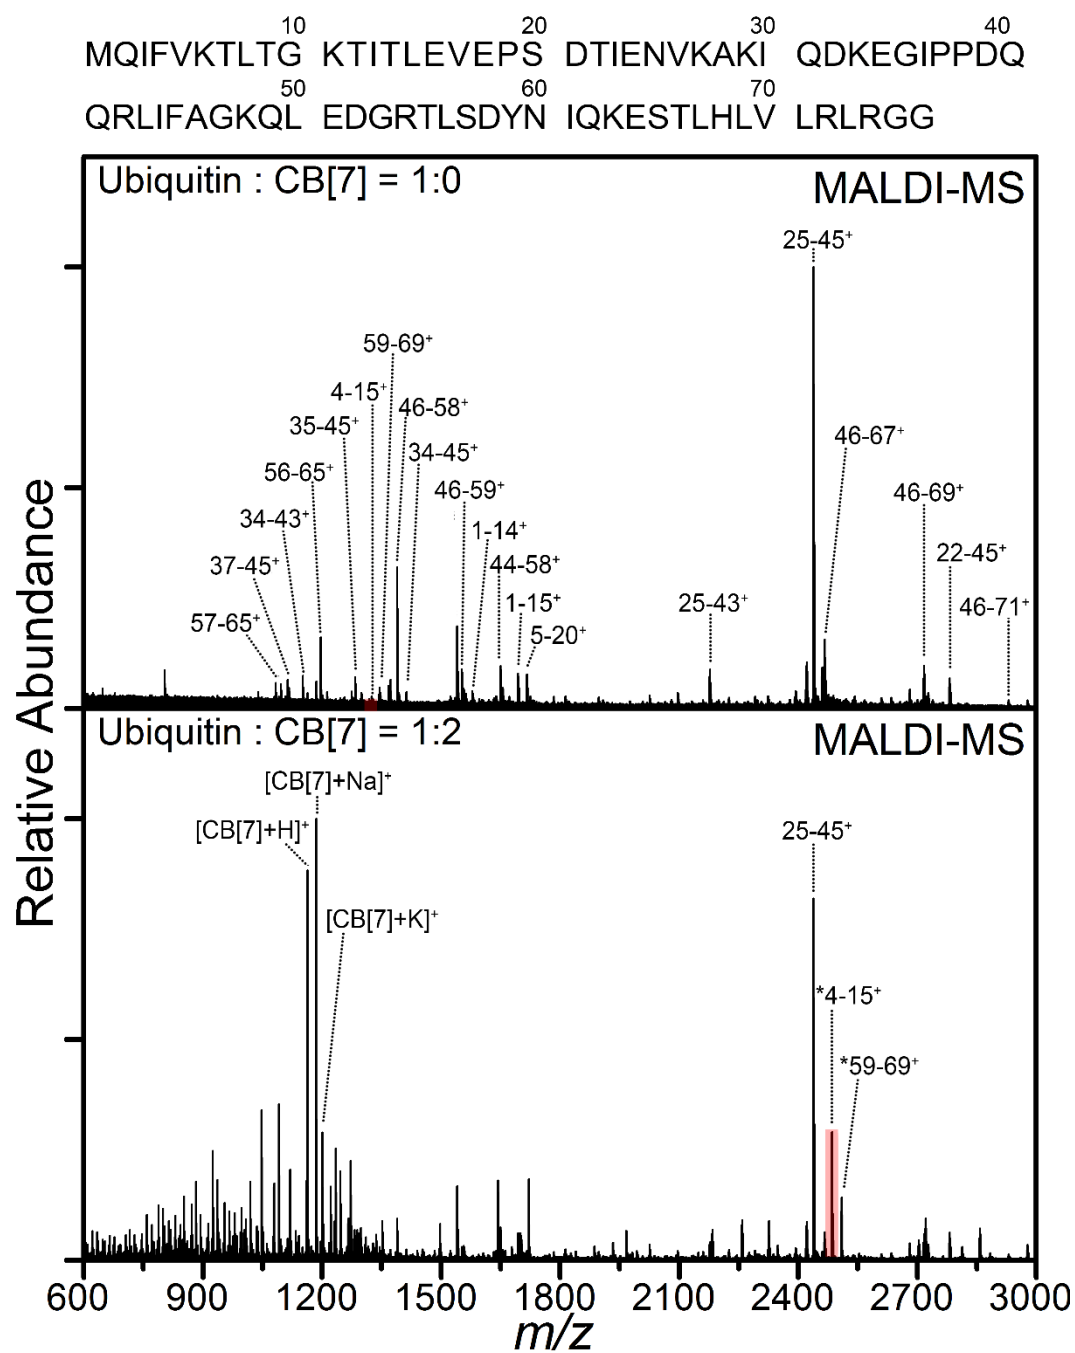 10 20 30 40
MQIFVKTLTG KTITLEVEPS DTIENVKAKI QDKEGIPPDQ
50 60 70
QRLIFAGKQL EDGRTLSDYN IQKESTLHLV LRLRGG
Ubiquitin : CB[7] = 1:0
MALDI-MS
25-45⁺
59-69⁺
4-15⁺
46-58⁺
35-45⁺
46-67⁺
34-45⁺
56-65⁺
46-59⁺
46-69⁺
34-43⁺
1-14⁺
22-45⁺
37-45⁺
44-58⁺
1-15⁺
25-43⁺
46-71⁺
57-65⁺
5-20⁺
Relative Abundance
Ubiquitin : CB[7] = 1:2
MALDI-MS
[CB[7]+Na]⁺
[CB[7]+H]⁺
25-45⁺
[CB[7]+K]⁺
*4-15⁺
*59-69⁺
600 900 1200 1500 1800 2100 2400 2700 3000
m/z